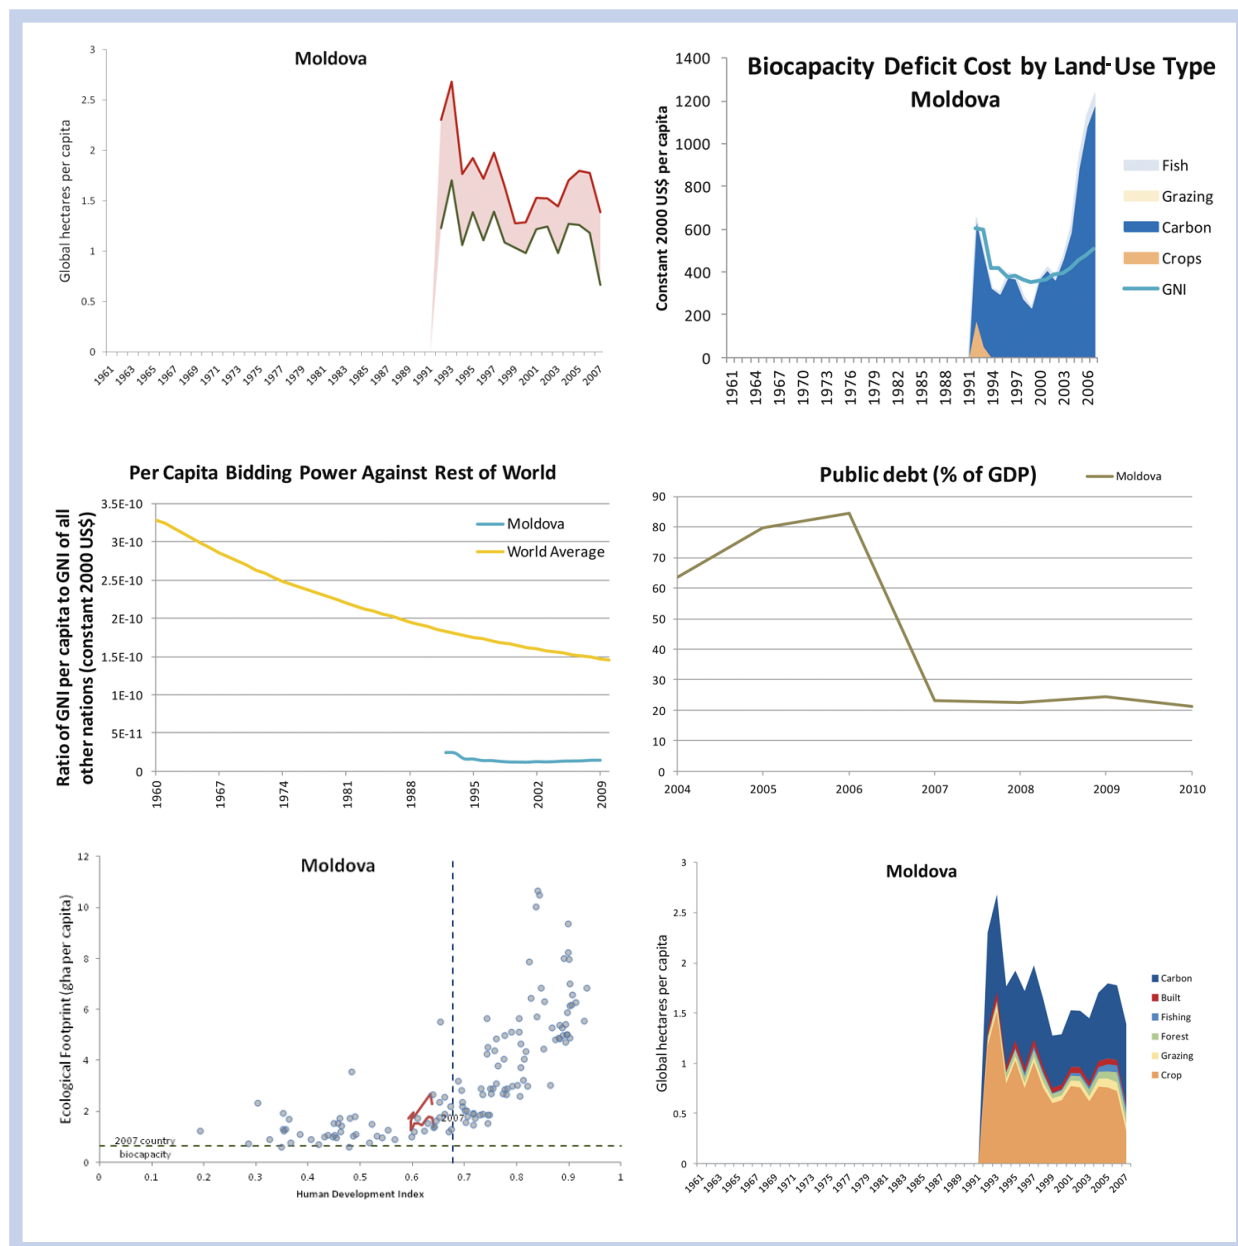 Moldova
Global hectares per capita
3
2.5
2
1.5
1
0.5
0
1961 1963 1965 1967 1969 1971 1973 1975 1977 1979 1981 1983 1985 1987 1989 1991 1993 1995 1997 1999 2001 2003 2005 2007
Biocapacity Deficit Cost by Land-Use Type
Moldova
Constant 2000 US$ per capita
1400
1200
1000
800
600
400
200
0
1961 1964 1967 1970 1973 1976 1979 1982 1985 1988 1991 1994 1997 2000 2003 2006
Fish
Grazing
Carbon
Crops
GNI
Per Capita Bidding Power Against Rest of World
Ratio of GNI per capita to GNI of all
other nations (constant 2000 US$)
3.5E-10
3E-10
2.5E-10
2E-10
1.5E-10
1E-10
5E-11
0
1960 1967 1974 1981 1988 1995 2002 2009
Moldova
World Average
Public debt (% of GDP)
Moldova
90
80
70
60
50
40
30
20
10
0
2004 2005 2006 2007 2008 2009 2010
Moldova
Ecological Footprint (gha per capita)
12
10
8
6
4
2
0
2007
2007 country
biocapacity
0 0.1 0.2 0.3 0.4 0.5 0.6 0.7 0.8 0.9 1
Human Development Index
Moldova
Global hectares per capita
3
2.5
2
1.5
1
0.5
0
1961 1963 1965 1967 1969 1971 1973 1975 1977 1979 1981 1983 1985 1987 1989 1991 1993 1995 1997 1999 2001 2003 2005 2007
Carbon
Built
Fishing
Forest
Grazing
Crop